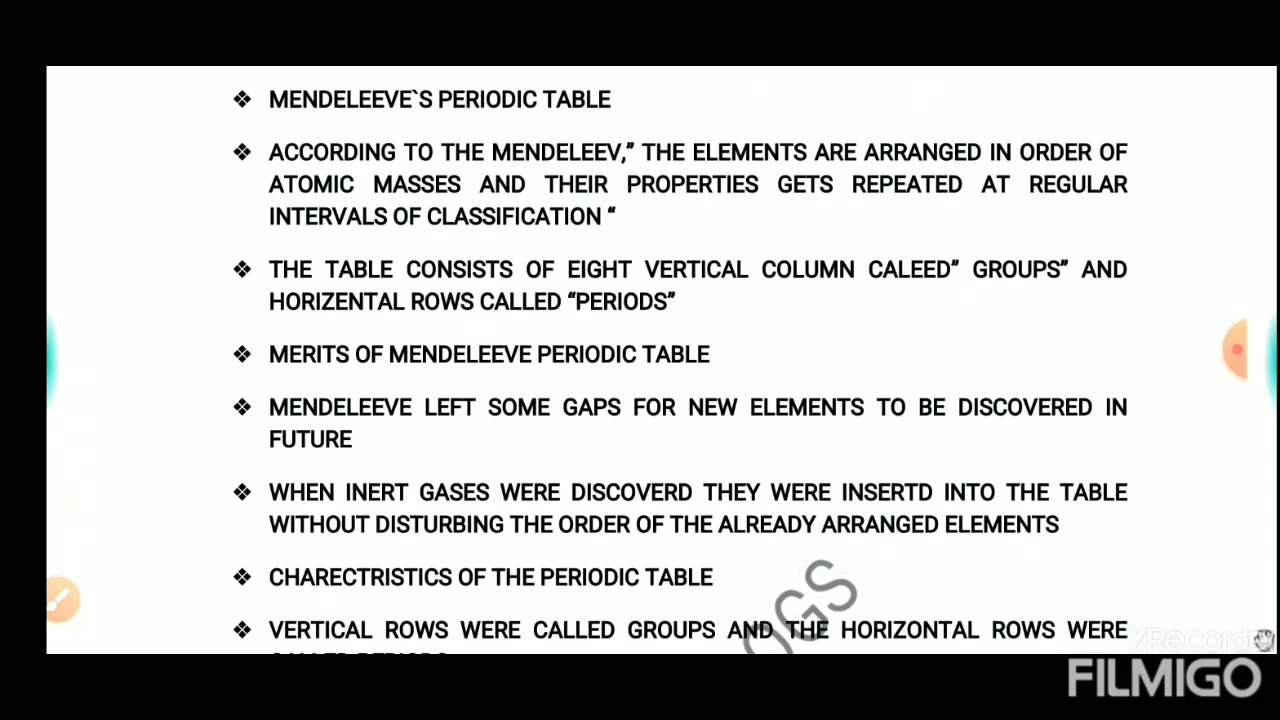 ❖ MENDELEEVE`S PERIODIC TABLE
❖ ACCORDING TO THE MENDELEEV,” THE ELEMENTS ARE ARRANGED IN ORDER OF
ATOMIC MASSES AND THEIR PROPERTIES GETS REPEATED AT REGULAR
INTERVALS OF CLASSIFICATION “
❖ THE TABLE CONSISTS OF EIGHT VERTICAL COLUMN CALEED” GROUPS” AND
HORIZENTAL ROWS CALLED “PERIODS”
❖ MERITS OF MENDELEEVE PERIODIC TABLE
❖ MENDELEEVE LEFT SOME GAPS FOR NEW ELEMENTS TO BE DISCOVERED IN
FUTURE
❖ WHEN INERT GASES WERE DISCOVERD THEY WERE INSERTD INTO THE TABLE
WITHOUT DISTURBING THE ORDER OF THE ALREADY ARRANGED ELEMENTS
❖ CHARECTRISTICS OF THE PERIODIC TABLE
❖ VERTICAL ROWS WERE CALLED GROUPS AND THE HORIZONTAL ROWS WERE
OGS
FILMIGO